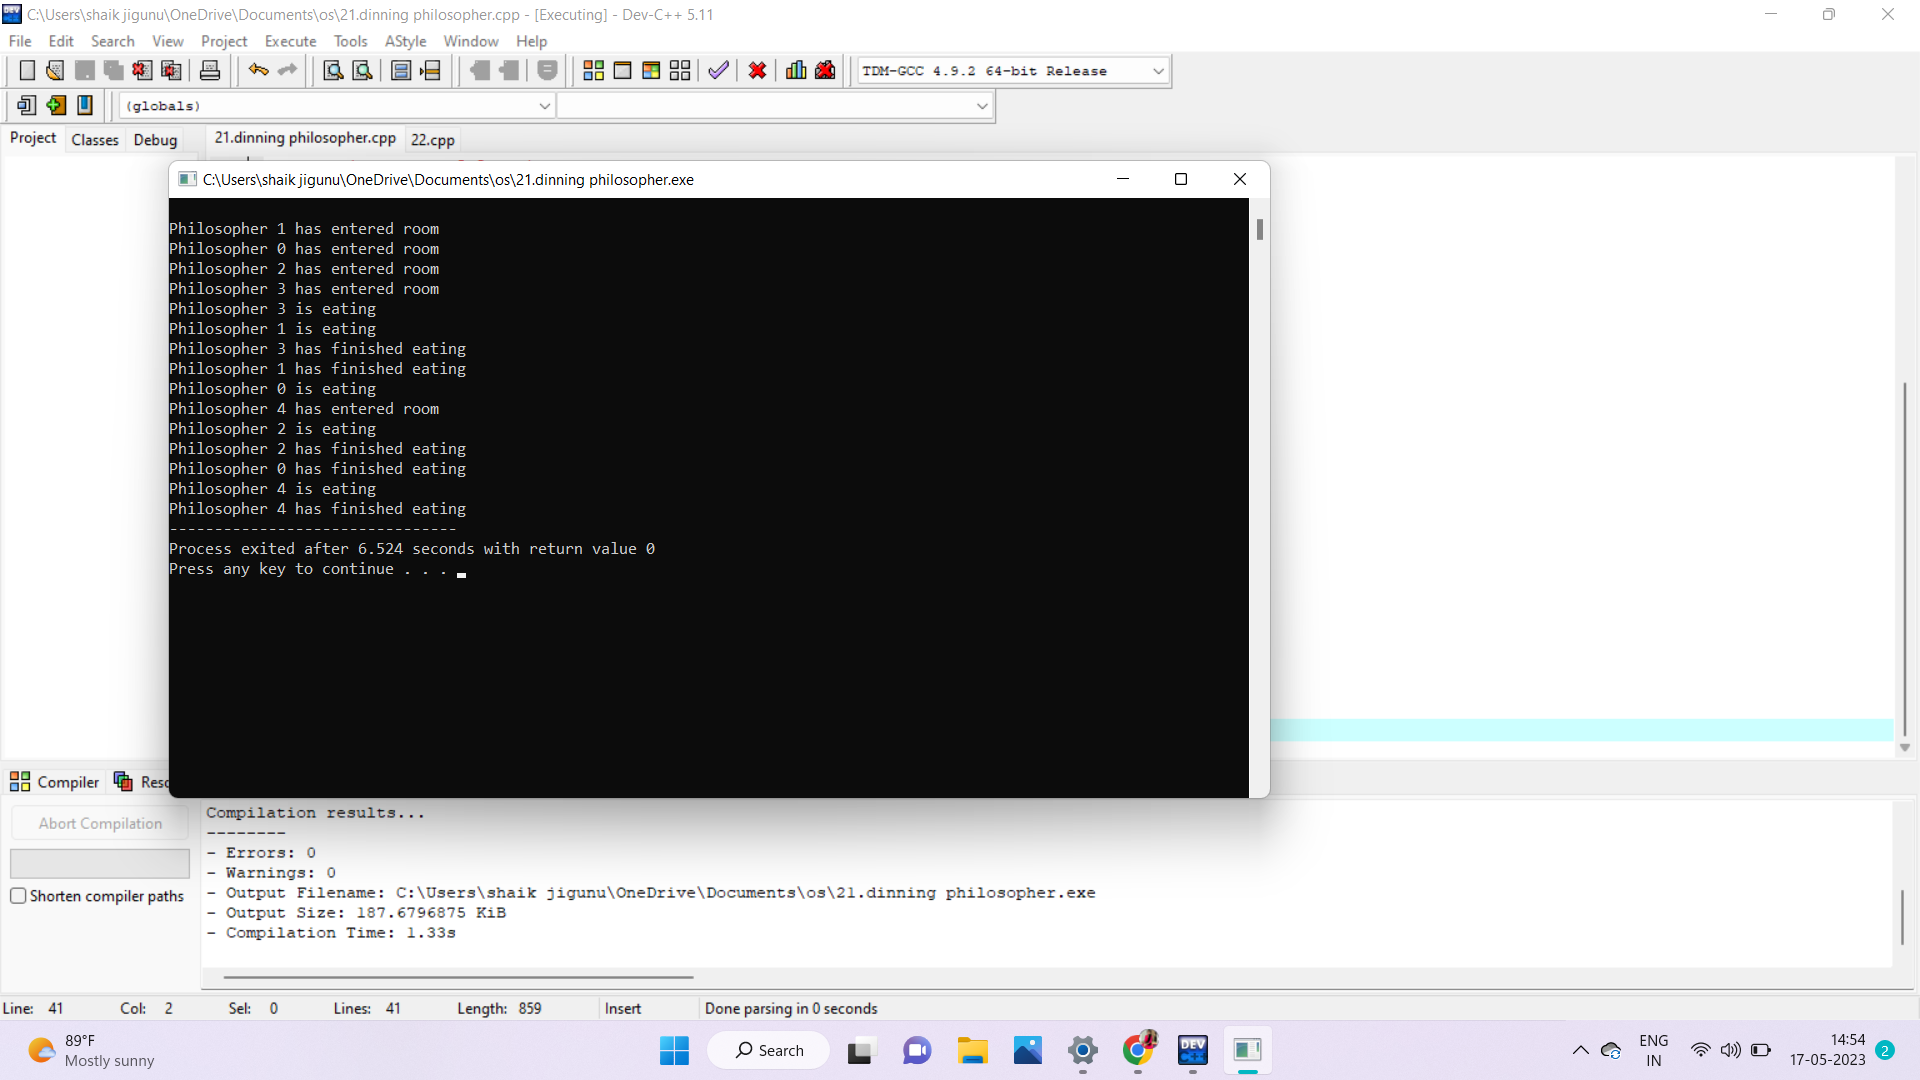 C:\Users\shaik jigunu\OneDrive\Documents\os\21.dinning philosopher.cpp - [Executing] - Dev-C++ 5.11
File Edit Search View Project Execute Tools AStyle Window Help
TDM-GCC 4.9.2 64-bit Release
(globals)
Project Classes Debug 21.dinning philosopher.cpp 22.cpp
C:\Users\shaik jigunu\OneDrive\Documents\os\21.dinning philosopher.exe
Philosopher 1 has entered room
Philosopher 0 has entered room
Philosopher 2 has entered room
Philosopher 3 has entered room
Philosopher 3 is eating
Philosopher 1 is eating
Philosopher 3 has finished eating
Philosopher 1 has finished eating
Philosopher 0 is eating
Philosopher 4 has entered room
Philosopher 2 is eating
Philosopher 2 has finished eating
Philosopher 0 has finished eating
Philosopher 4 is eating
Philosopher 4 has finished eating
--------------------------------
Process exited after 6.524 seconds with return value 0
Press any key to continue . . .
Compiler Reso
Abort Compilation
Shorten compiler paths
Compilation results...
--------
- Errors: 0
- Warnings: 0
- Output Filename: C:\Users\shaik jigunu\OneDrive\Documents\os\21.dinning philosopher.exe
- Output Size: 187.6796875 KiB
- Compilation Time: 1.33s
Line: 41 Col: 2 Sel: 0 Lines: 41 Length: 859 Insert Done parsing in 0 seconds
89°F
Mostly sunny
Search
DEV
C++
ENG
IN
14:54
17-05-2023
2